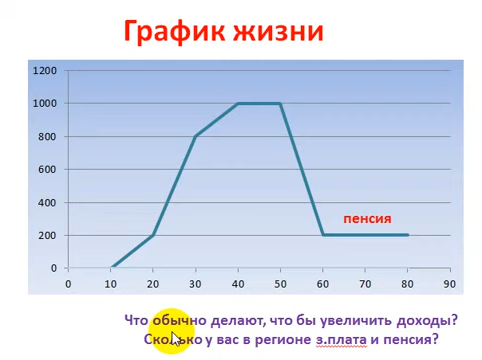 График жизни
1200
1000
800
600
400
200
0
пенсия
0 10 20 30 40 50 60 70 80 90
Что обычно делают, что бы увеличить доходы?
Сколько у вас в регионе з.плата и пенсия?